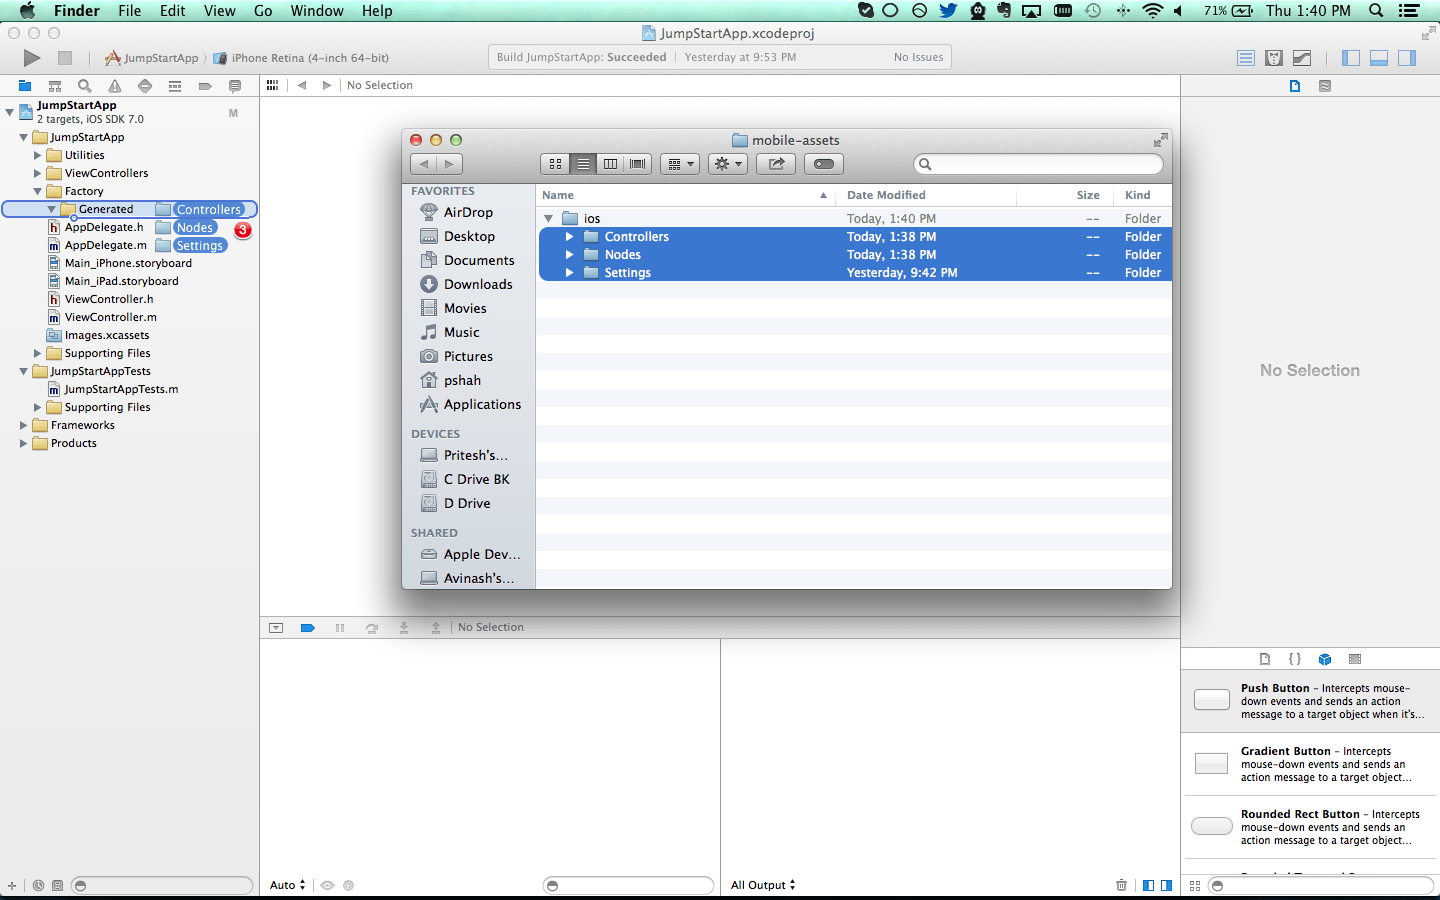 Finder File Edit View Go Window Help 71% Thu 1:40 PM
JumpStartApp.xcodeproj
JumpStartApp iPhone Retina (4-inch 64-bit)
Build JumpStartApp: Succeeded Yesterday at 9:53 PM No Issues
No Selection
JumpStartApp
2 targets, iOS SDK 7.0
M
JumpStartApp
Utilities
ViewControllers
Factory
Generated
Controllers
AppDelegate.h
Nodes
3
AppDelegate.m
Settings
Main_iPhone.storyboard
Main_iPad.storyboard
ViewController.h
ViewController.m
Images.xcassets
Supporting Files
JumpStartAppTests
JumpStartAppTests.m
Supporting Files
Frameworks
Products
mobile-assets
FAVORITES
AirDrop
Desktop
Documents
Downloads
Movies
Music
Pictures
pshah
Applications
DEVICES
Pritesh's...
C Drive BK
D Drive
SHARED
Apple Dev...
Avinash's...
Name Date Modified Size Kind
ios Today, 1:40 PM -- Folder
Controllers Today, 1:38 PM -- Folder
Nodes Today, 1:38 PM -- Folder
Settings Yesterday, 9:42 PM -- Folder
No Selection
No Selection
{ }
Push Button - Intercepts mouse-
down events and sends an action
message to a target object when it's...
Gradient Button - Intercepts
mouse-down events and sends an
action message to a target object...
Rounded Rect Button - Intercepts
mouse-down events and sends an
action message to a target object...
Auto
All Output